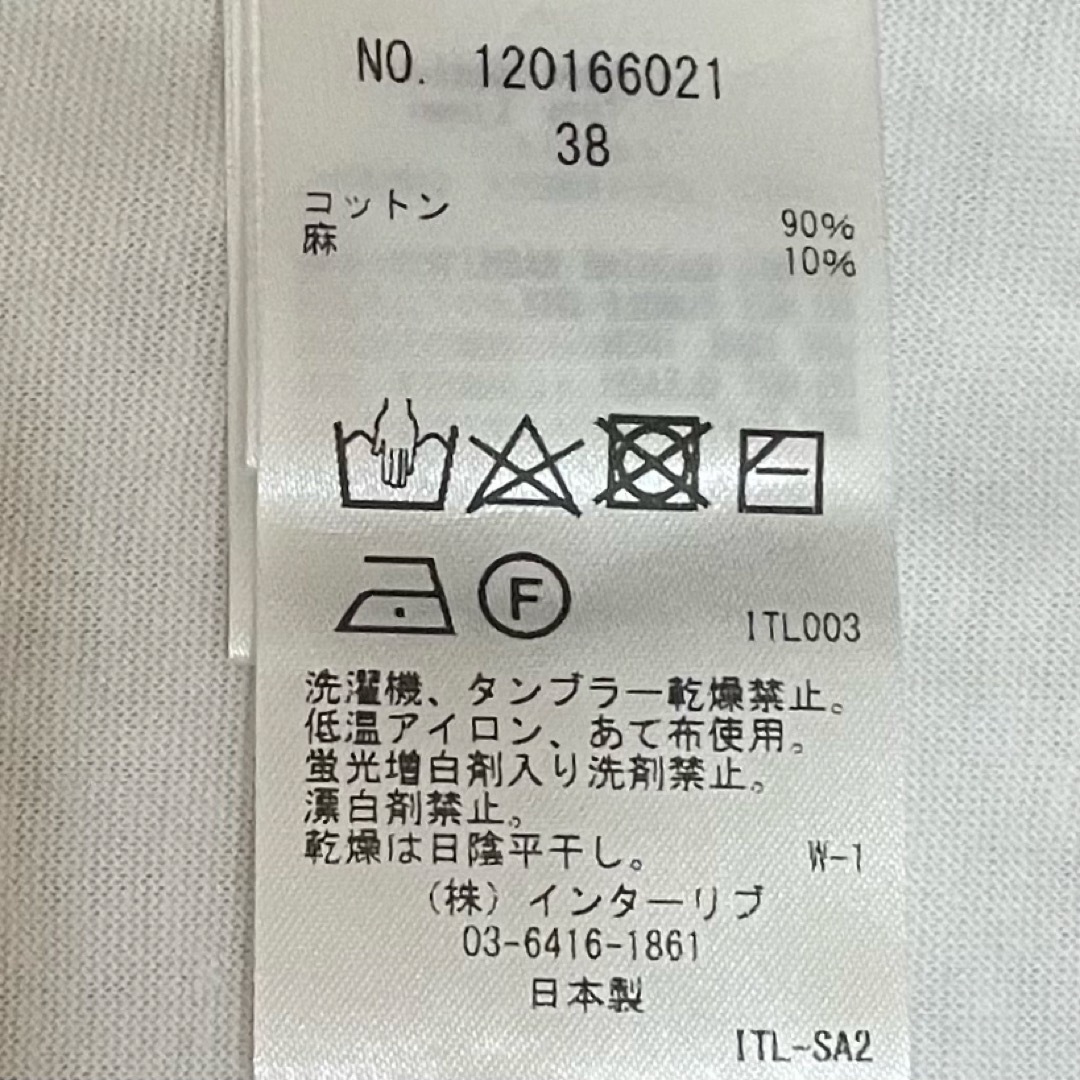 NO. 120166021
38
コットン 90%
麻 10%
F
ITL003
洗濯機、タンブラー乾燥禁止。
低温アイロン、あて布使用。
蛍光増白剤入り洗剤禁止。
漂白剤禁止。
乾燥は日陰平干し。 W-1
(株)インターリブ
03-6416-1861
日本製
ITL-SA2